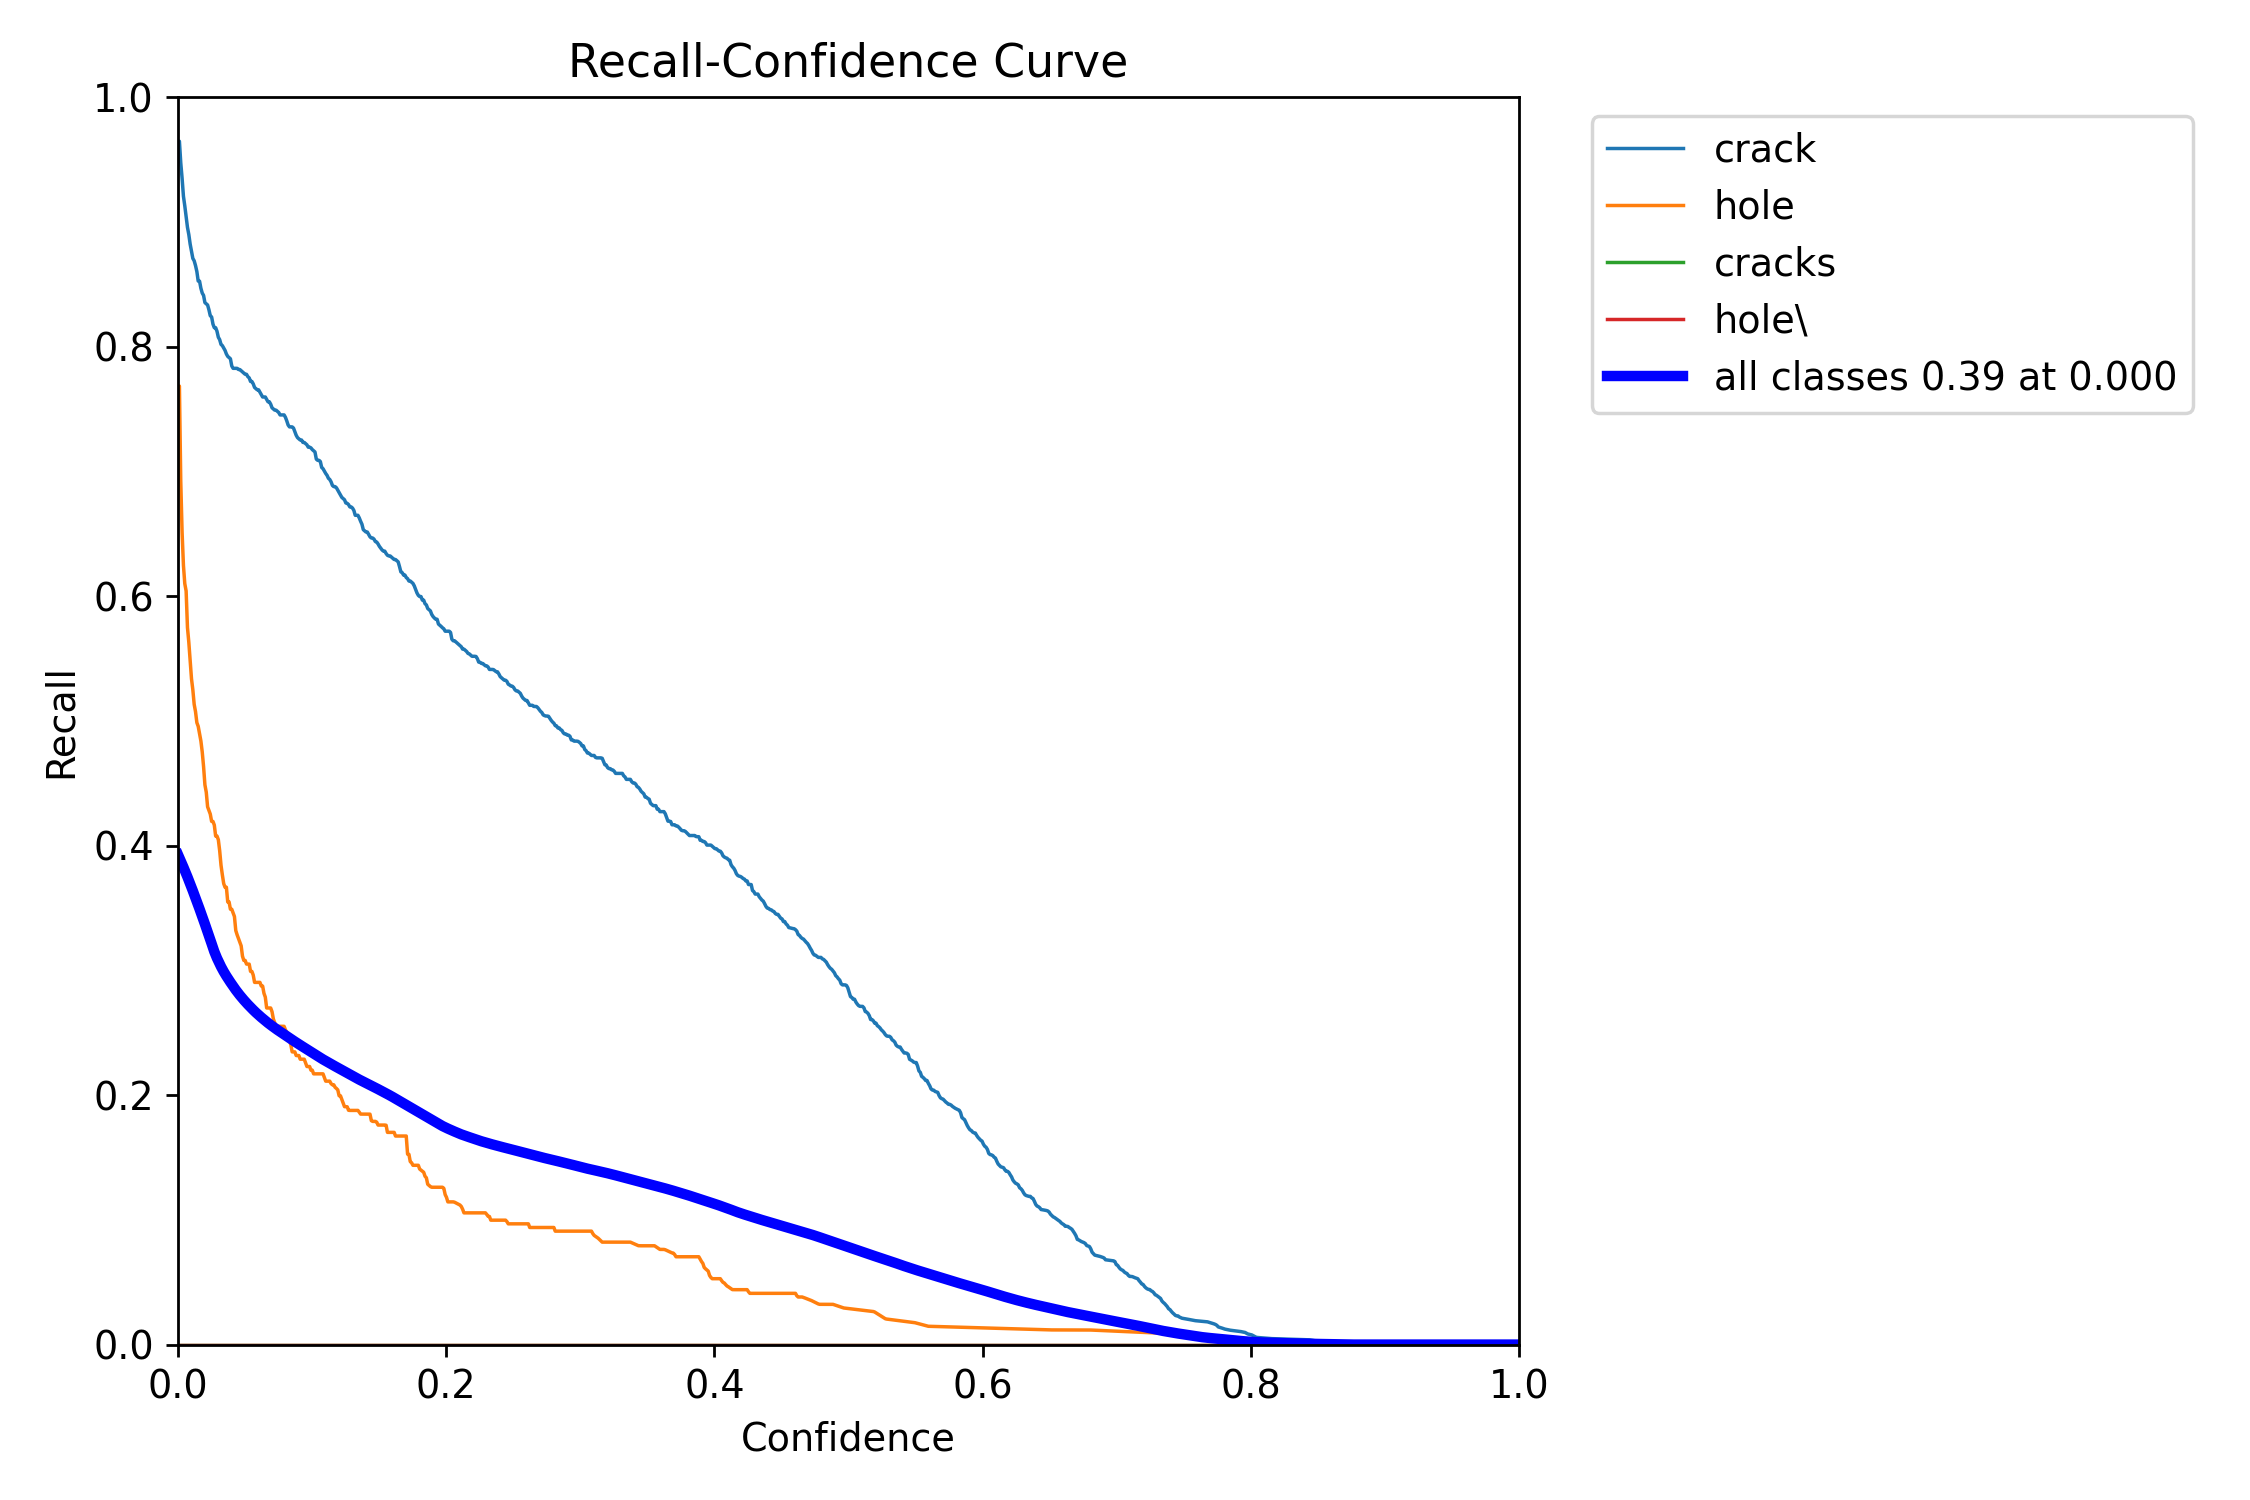 Recall-Confidence Curve
1.0
0.8
0.6
0.4
0.2
0.0
Recall
0.0 0.2 0.4 0.6 0.8 1.0
Confidence
crack
hole
cracks
hole\
all classes 0.39 at 0.000